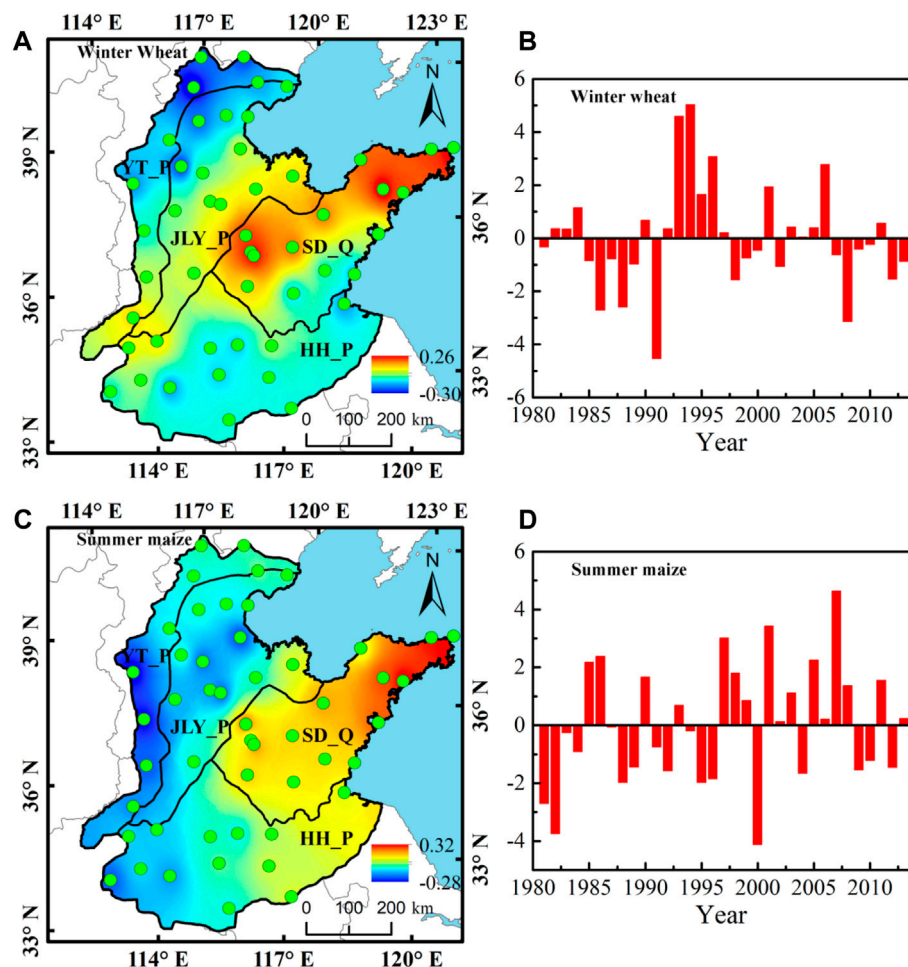 A
114° E 117° E 120° E 123° E
Winter Wheat
N
39° N
36° N
33° N
YT_P
JLY_P
SD_Q
HH_P
36° N
33° N
0.26
-0.30
0 100 200 km
114° E 117° E 120° E
B
Winter wheat
6
4
2
0
-2
-4
-6
1980 1985 1990 1995 2000 2005 2010
Year
C
114° E 117° E 120° E 123° E
Summer maize
N
39° N
36° N
33° N
YT_P
JLY_P
SD_Q
HH_P
36° N
33° N
0.32
-0.28
0 100 200 km
114° E 117° E 120° E
D
Summer maize
6
4
2
0
-2
-4
1980 1985 1990 1995 2000 2005 2010
Year